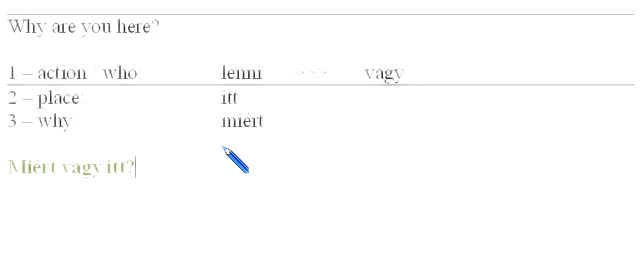 Why are you here?
1 – action / who: lenni >>> vagy
2 – place: itt
3 – why: miért
Miért vagy itt?